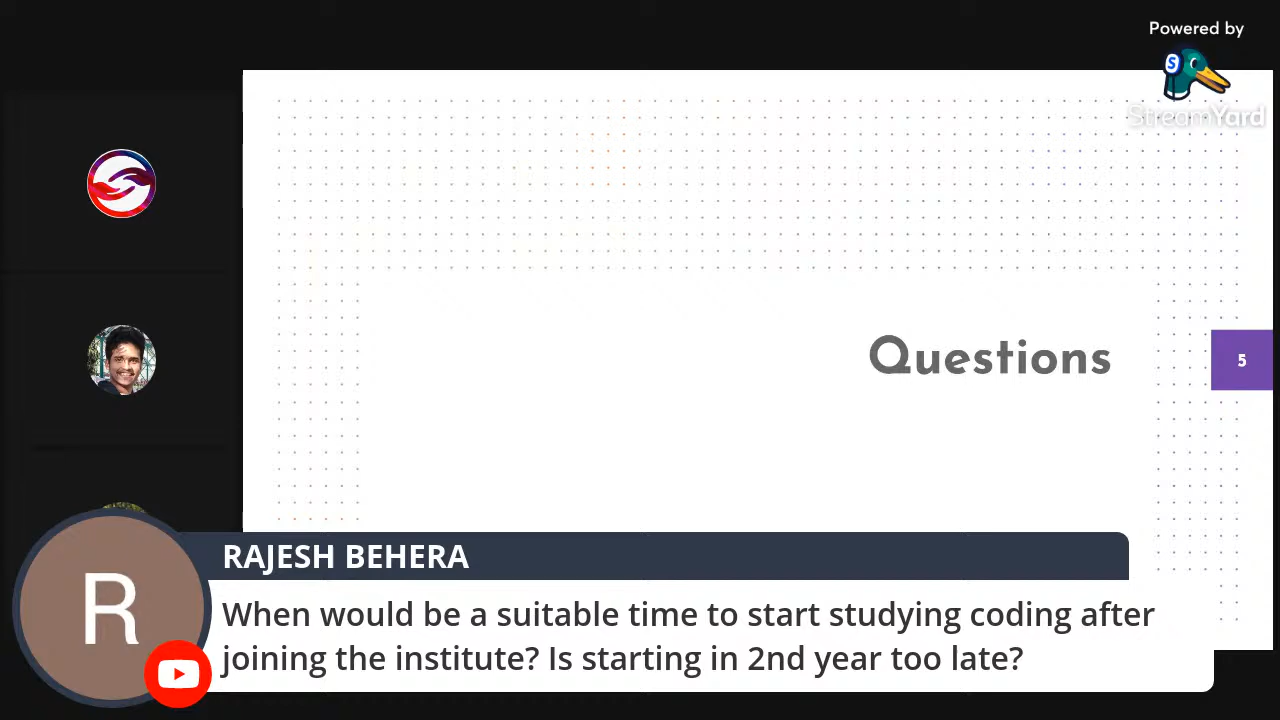 Powered by
S
StreamYard
Questions
5
R
RAJESH BEHERA
When would be a suitable time to start studying coding after
joining the institute? Is starting in 2nd year too late?